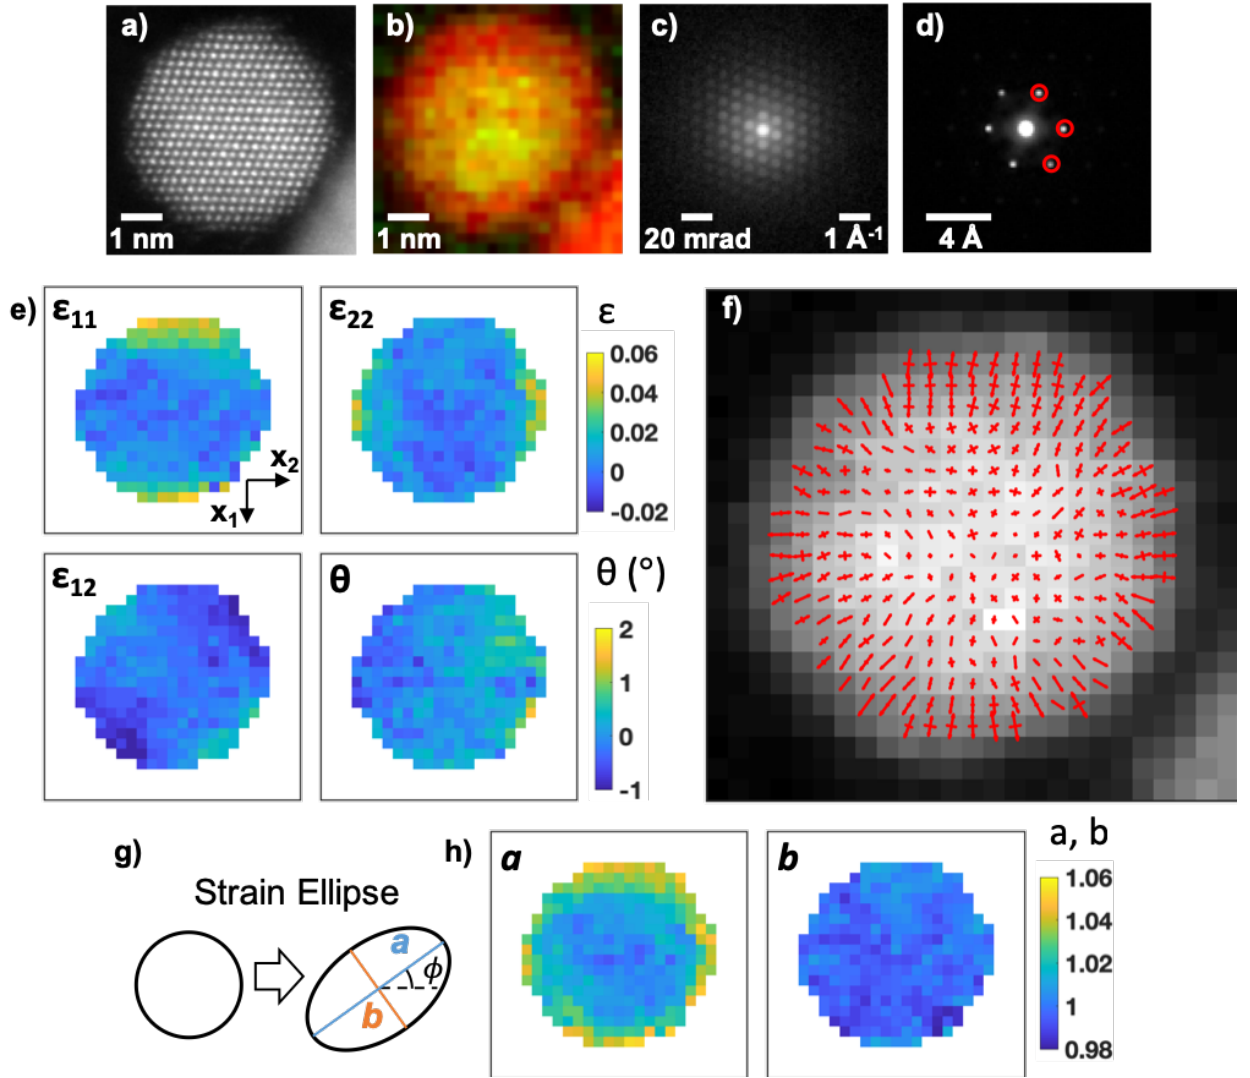 a)
1 nm
b)
1 nm
c)
20 mrad
1 Å⁻¹
d)
4 Å
e)
ε₁₁
x₂
x₁
ε₂₂
ε
0.06
0.04
0.02
0
-0.02
f)
ε₁₂
θ
θ (°)
2
1
0
-1
g)
Strain Ellipse
a
b
ϕ
h)
a
b
a, b
1.06
1.04
1.02
1
0.98